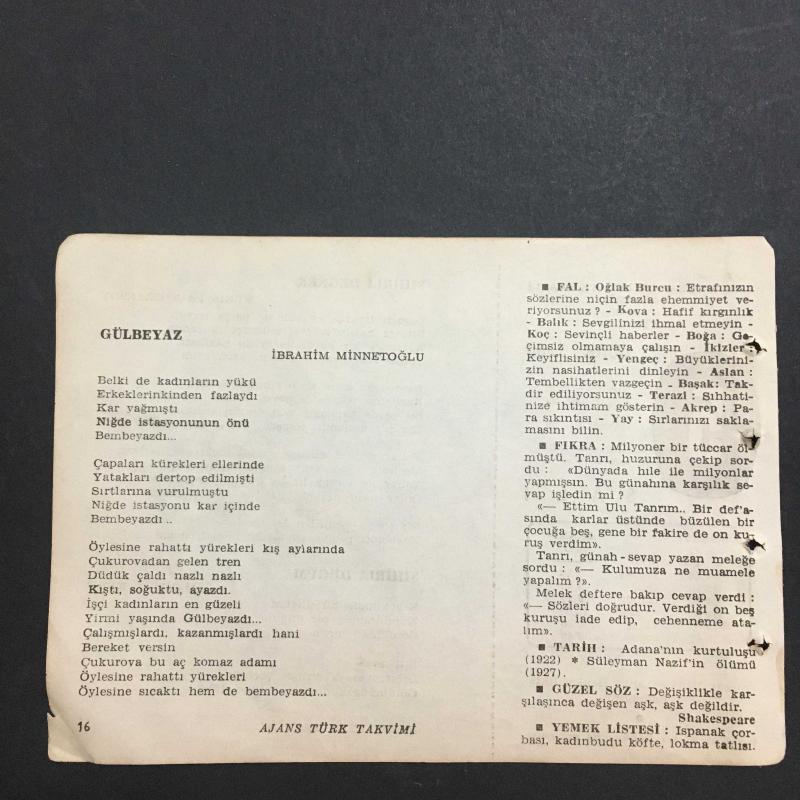 GÜLBEYAZ
İBRAHİM MİNNETOĞLU
Belki de kadınların yükü
Erkeklerinkinden fazlaydı
Kar yağmıştı
Niğde istasyonunun önü
Bembeyazdı...
Çapaları kürekleri ellerinde
Yatakları dertop edilmişti
Sırtlarına vurulmuştu
Niğde istasyonu kar içinde
Bembeyazdı..
Öylesine rahattı yürekleri kış aylarında
Çukurovadan gelen tren
Düdük çaldı nazlı nazlı
Kıştı, soğuktu, ayazdı.
İşçi kadınların en güzeli
Yirmi yaşında Gülbeyazdı...
Çalışmışlardı, kazanmışlardı hani
Bereket versin
Çukurova bu aç komaz adamı
Öylesine rahattı yürekleri
Öylesine sıcaktı hem de bembeyazdı...
16
AJANS TÜRK TAKVİMİ
■ FAL : Oğlak Burcu : Etrafınızın
sözlerine niçin fazla ehemmiyet ve-
riyorsunuz ? - Kova : Hafif kırgınlık
- Balık : Sevgilinizi ihmal etmeyin -
Koç : Sevinçli haberler - Boğa : Ge-
çimsiz olmamaya çalışın - İkizler :
Keyiflisiniz - Yengeç : Büyüklerini-
zin nasihatlerini dinleyin - Aslan :
Tembellikten vazgeçin - Başak: Tak-
dir ediliyorsunuz - Terazi : Sıhhati-
nize ihtimam gösterin - Akrep : Pa-
ra sıkıntısı - Yay : Sırlarınızı sakla-
masını bilin.
■ FIKRA : Milyoner bir tüccar öl-
müştü. Tanrı, huzuruna çekip sor-
du : «Dünyada hıle ile milyonlar
yapmışsın. Bu günahına karşılık se-
vap işledin mi ?
«— Ettim Ulu Tanrım.. Bir def'a-
sında karlar üstünde büzülen bir
çocuğa beş, gene bir fakire de on ku-
ruş verdim».
Tanrı, günah - sevap yazan meleğe
sordu : «— Kulumuza ne muamele
yapalım ?».
Melek deftere bakıp cevap verdi :
«— Sözleri doğrudur. Verdiği on beş
kuruşu iade edip, cehenneme ata-
lım».
■ TARİH : Adana'nın kurtuluşu
(1922) * Süleyman Nazif'in ölümü
(1927).
■ GÜZEL SÖZ : Değişiklikle kar-
şılaşınca değişen aşk, aşk değildir.
Shakespeare
■ YEMEK LİSTESİ : Ispanak çor-
bası, kadınbudu köfte, lokma tatlısı.